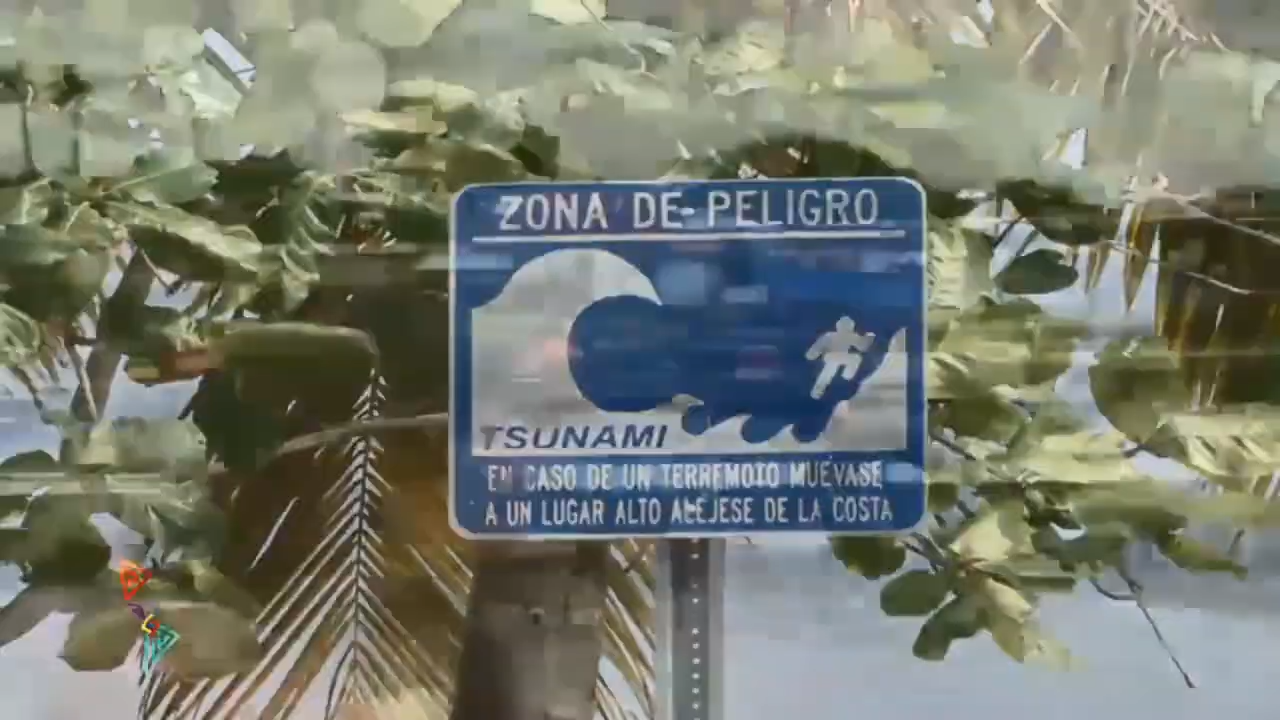 ZONA DE PELIGRO
TSUNAMI
EN CASO DE UN TERREMOTO MUEVASE
A UN LUGAR ALTO ALEJESE DE LA COSTA